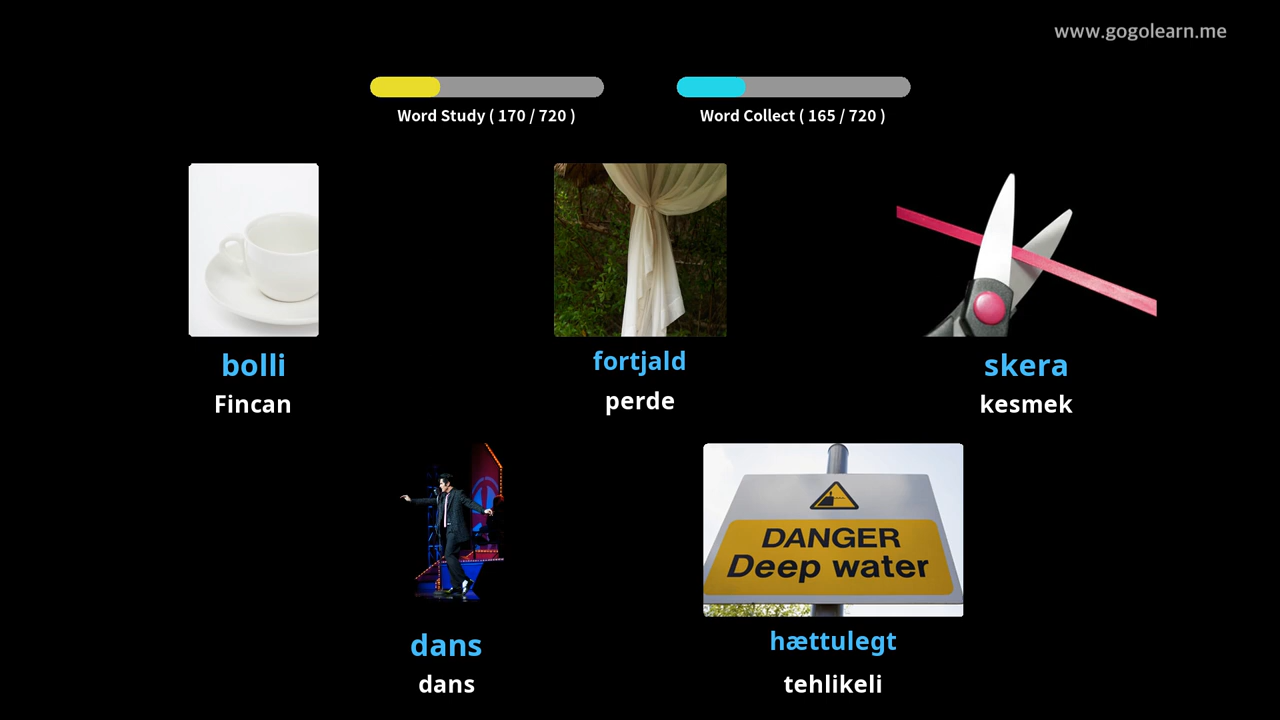 www.gogolearn.me
Word Study ( 170 / 720 )
Word Collect ( 165 / 720 )
bolli
Fincan
fortjald
perde
skera
kesmek
DANGER
Deep water
dans
dans
hættulegt
tehlikeli